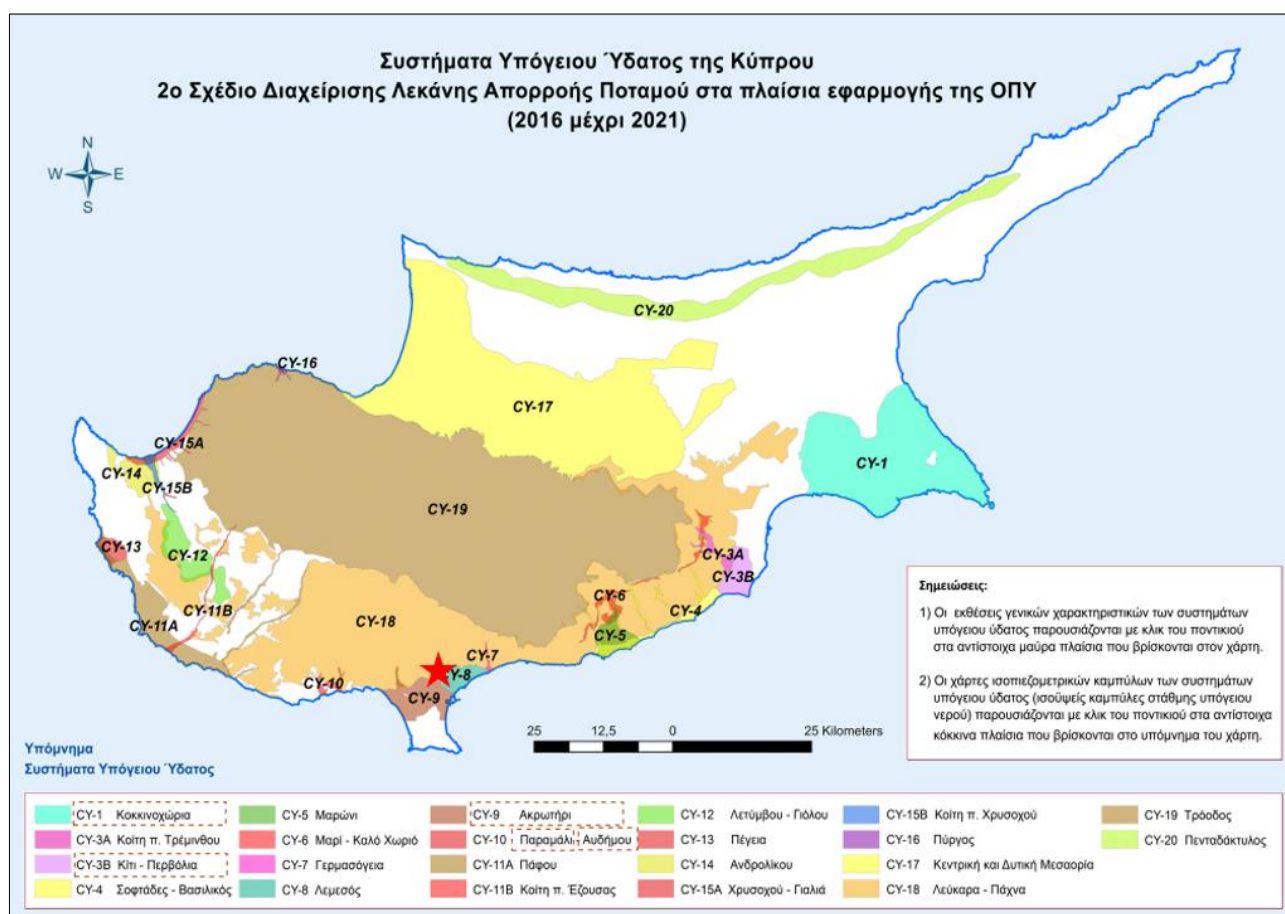 Συστήματα Υπόγειου Ύδατος της Κύπρου
2ο Σχέδιο Διαχείρισης Λεκάνης Απορροής Ποταμού στα πλαίσια εφαρμογής της ΟΠΥ
(2016 μέχρι 2021)
N
W E
S
CY-20
CY-16
CY-17
CY-15A
CY-14
CY-15B
CY-1
CY-19
CY-13
CY-12
CY-3A
CY-3B
CY-6
CY-4
CY-11B
CY-11A
CY-18
CY-5
CY-7
CY-8
CY-10
CY-9
Σημειώσεις:
1) Οι εκθέσεις γενικών χαρακτηριστικών των συστημάτων
υπόγειου ύδατος παρουσιάζονται με κλικ του ποντικιού
στα αντίστοιχα μαύρα πλαίσια που βρίσκονται στον χάρτη.
2) Οι χάρτες ισοπιεζομετρικών καμπύλων των συστημάτων
υπόγειου ύδατος (ισοϋψείς καμπύλες στάθμης υπόγειου
νερού) παρουσιάζονται με κλικ του ποντικιού στα αντίστοιχα
κόκκινα πλαίσια που βρίσκονται στο υπόμνημα του χάρτη.
25 12,5 0 25 Kilometers
Υπόμνημα
Συστήματα Υπόγειου Ύδατος
CY-1 Κοκκινοχώρια
CY-3A Κοίτη π. Τρέμινθου
CY-3B Κίτι - Περβόλια
CY-4 Σοφτάδες - Βασιλικός
CY-5 Μαρώνι
CY-6 Μαρί - Καλό Χωριό
CY-7 Γερμασόγεια
CY-8 Λεμεσός
CY-9 Ακρωτήρι
CY-10 Παραμάλι Αυδήμου
CY-11A Πάφου
CY-11B Κοίτη π. Έζουσας
CY-12 Λετύμβου - Γιόλου
CY-13 Πέγεια
CY-14 Ανδρολίκου
CY-15A Χρυσοχού - Γιαλιά
CY-15B Κοίτη π. Χρυσοχού
CY-16 Πύργος
CY-17 Κεντρική και Δυτική Μεσαορία
CY-18 Λεύκαρα - Πάχνα
CY-19 Τρόοδος
CY-20 Πενταδάκτυλος